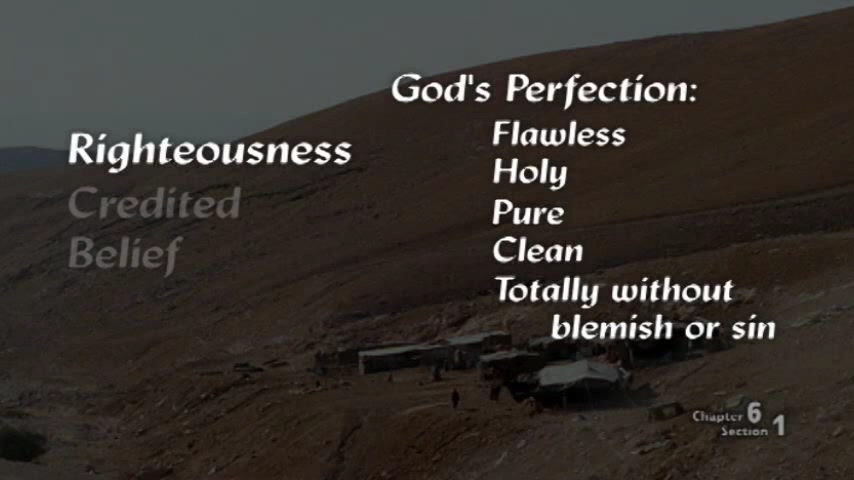 Righteousness
Credited
Belief
God's Perfection:
Flawless
Holy
Pure
Clean
Totally without
blemish or sin
Chapter 6
Section 1